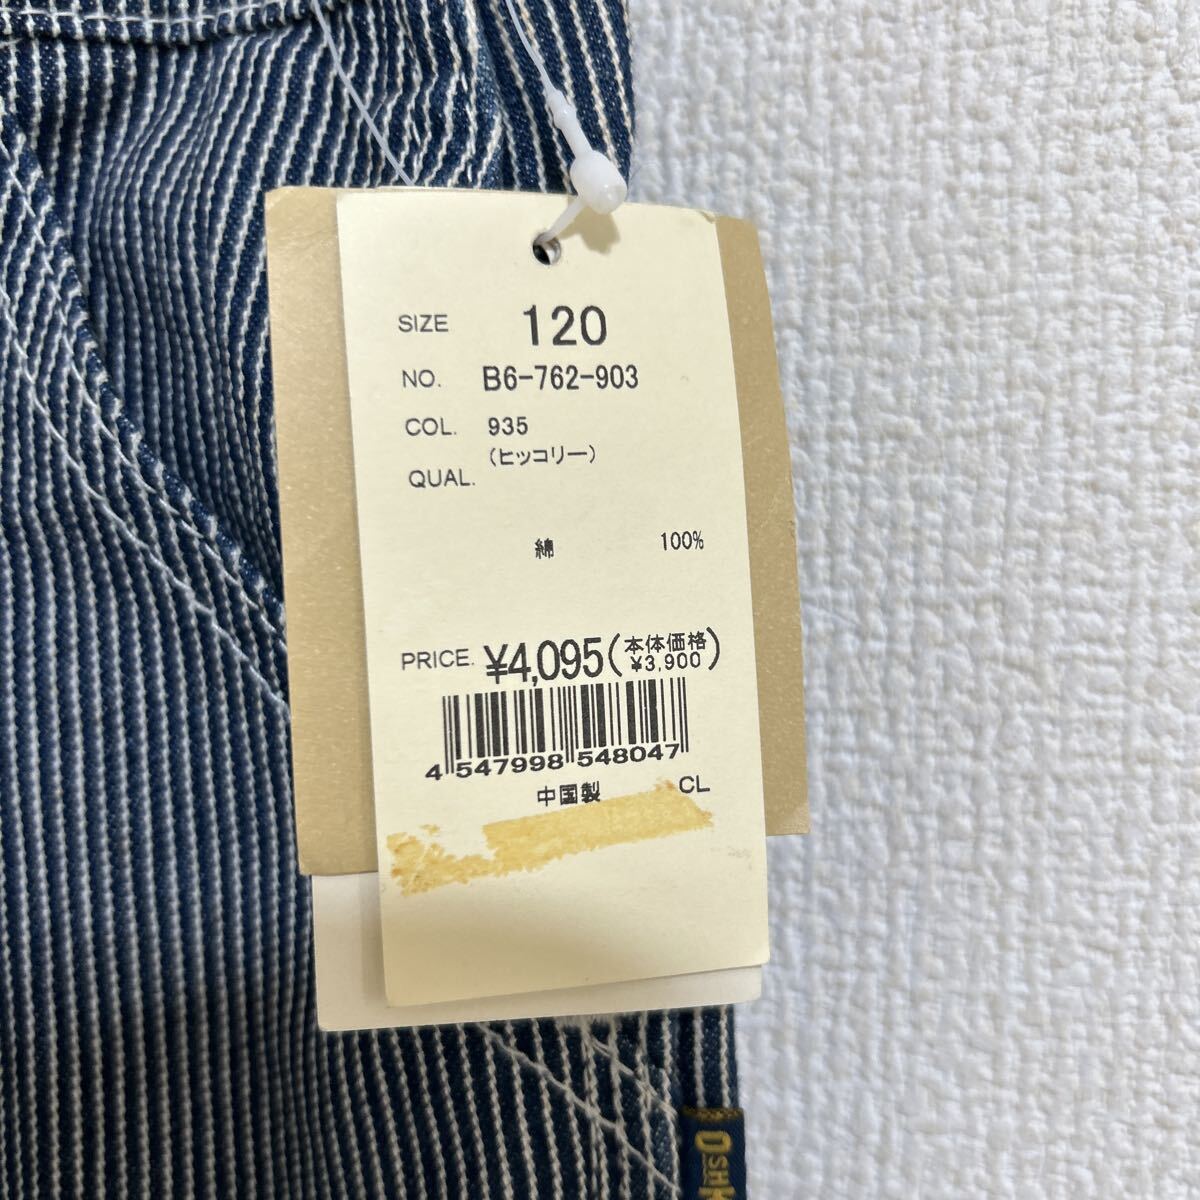 SIZE 120
NO. B6-762-903
COL. 935
(ヒッコリー)
QUAL.
綿 100%
PRICE. ¥4,095(本体価格 ¥3,900)
4 547998 548047
中国製 CL
OSH